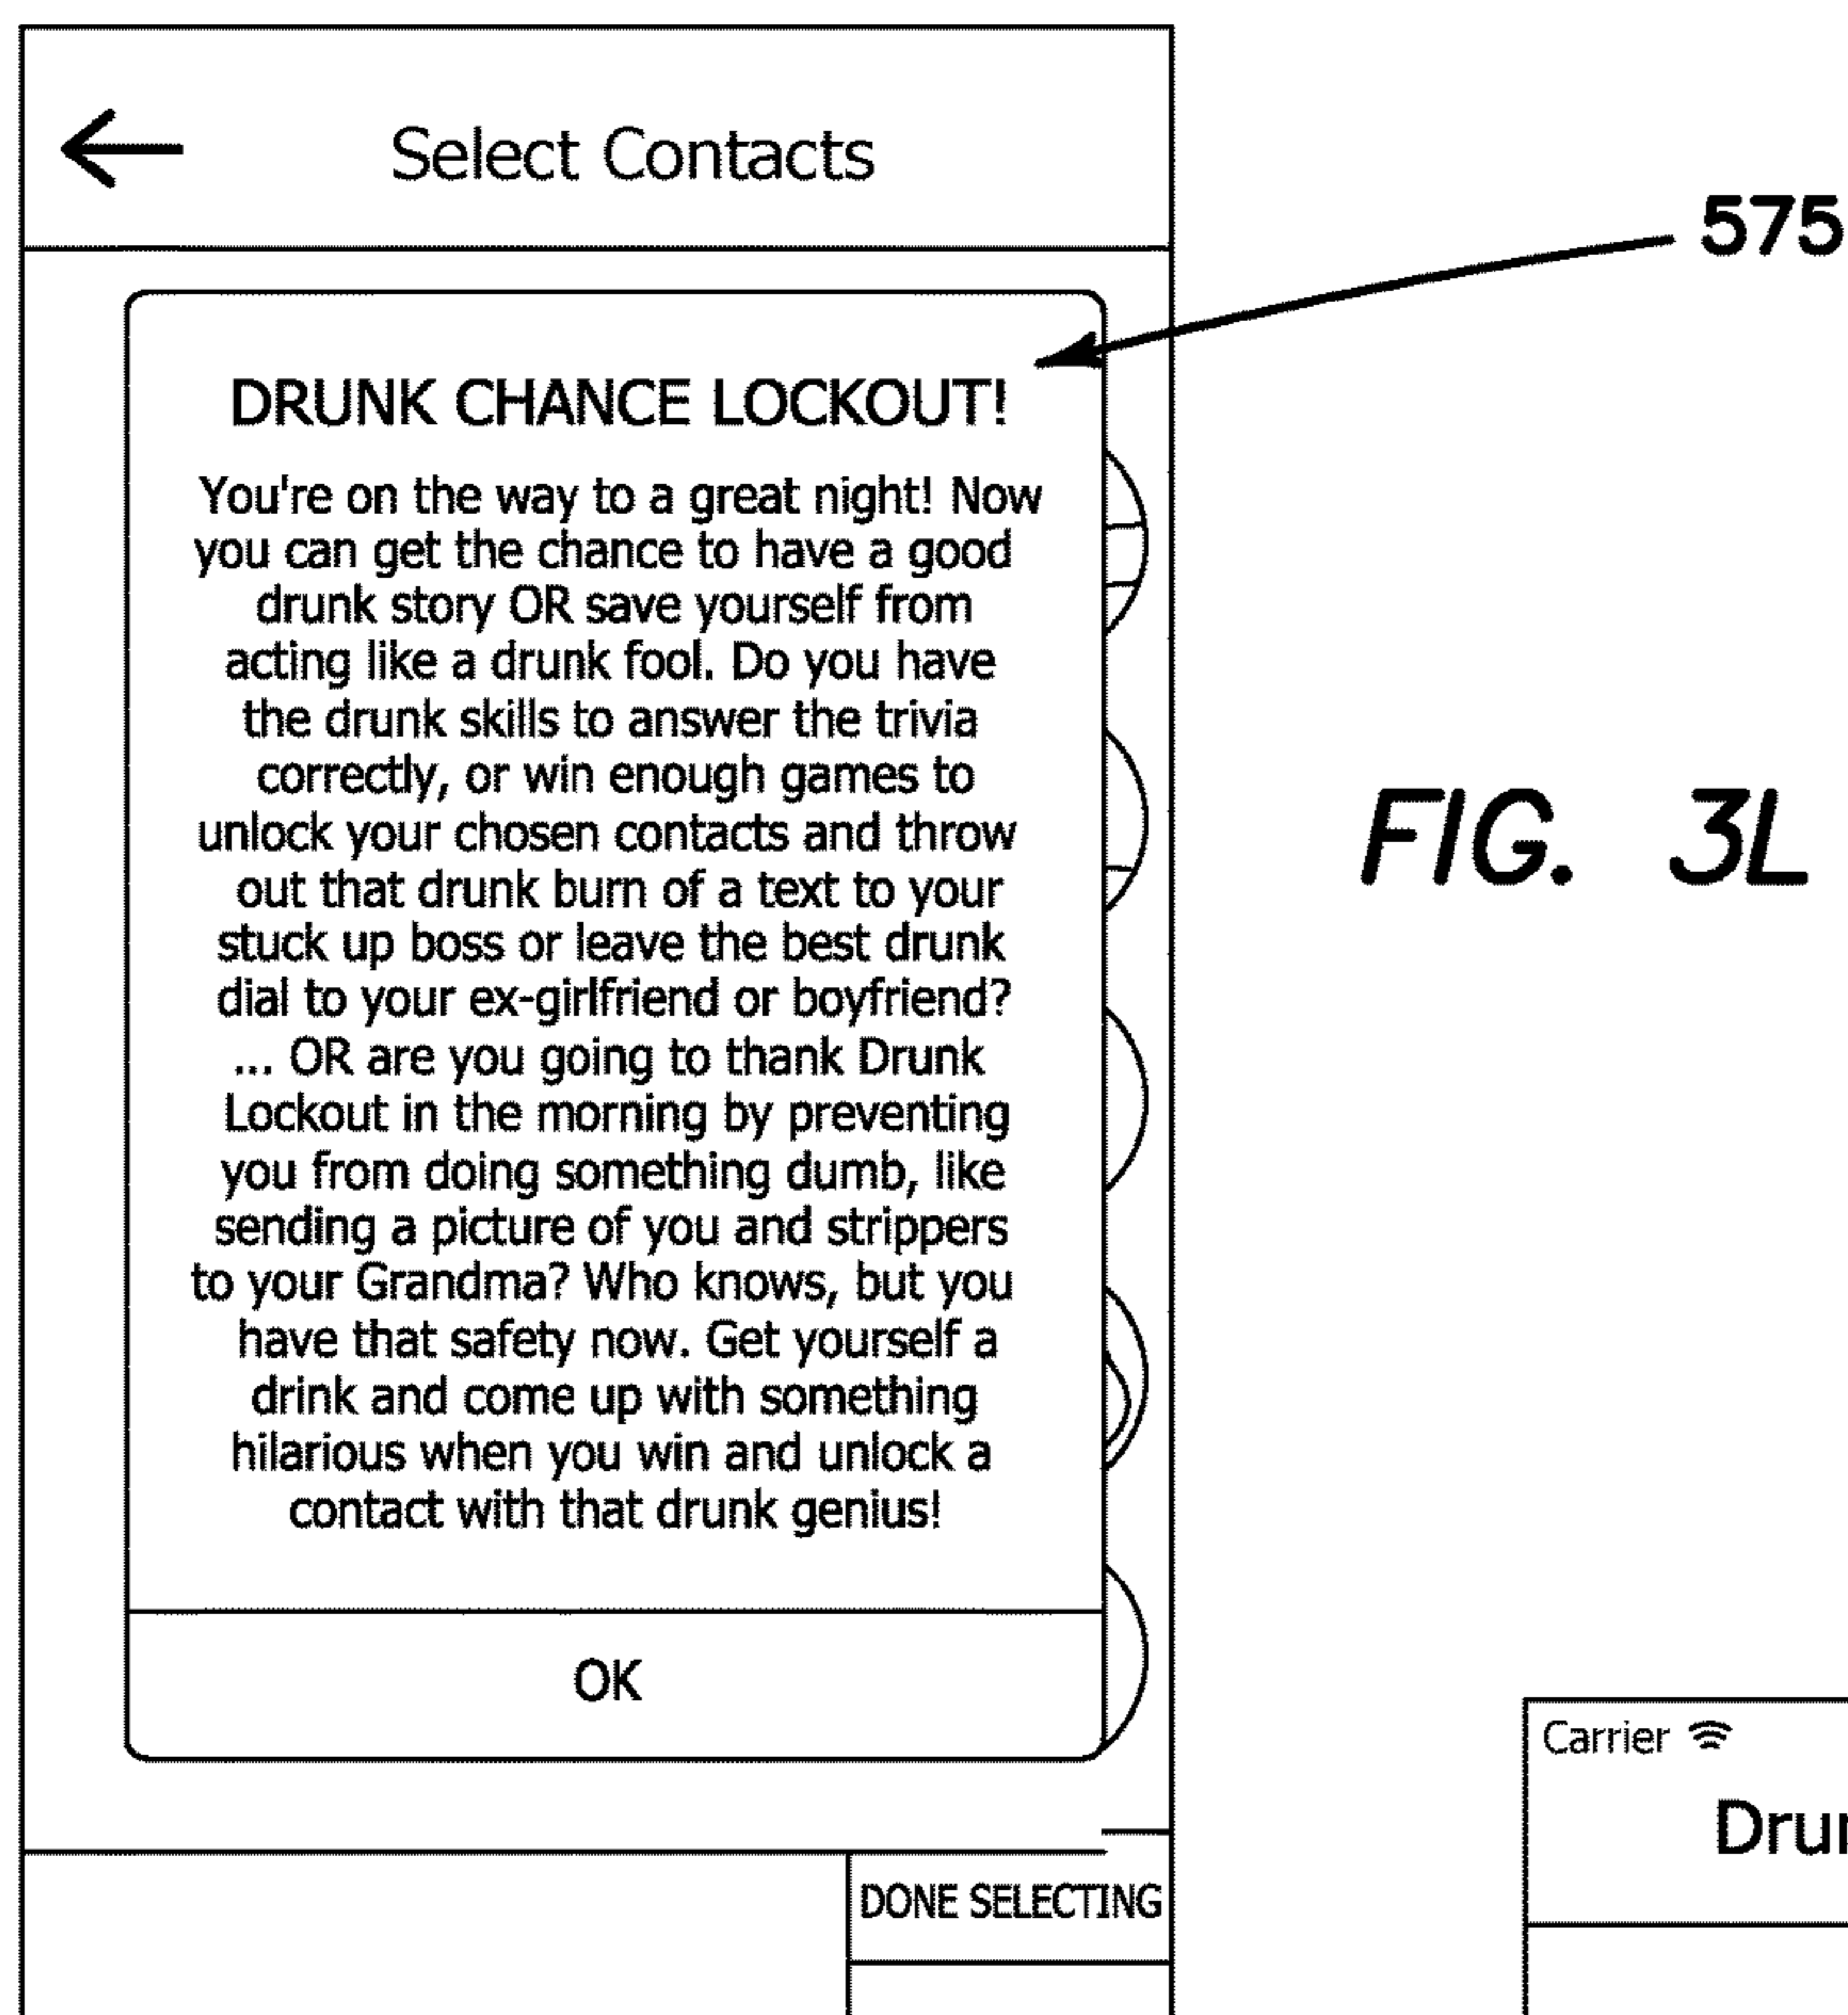 Select Contacts
575
DRUNK CHANCE LOCKOUT!
You're on the way to a great night! Now
you can get the chance to have a good
drunk story OR save yourself from
acting like a drunk fool. Do you have
the drunk skills to answer the trivia
correctly, or win enough games to
unlock your chosen contacts and throw
out that drunk burn of a text to your
stuck up boss or leave the best drunk
dial to your ex-girlfriend or boyfriend?
... OR are you going to thank Drunk
Lockout in the morning by preventing
you from doing something dumb, like
sending a picture of you and strippers
to your Grandma? Who knows, but you
have that safety now. Get yourself a
drink and come up with something
hilarious when you win and unlock a
contact with that drunk genius!
OK
FIG. 3L
DONE SELECTING
Carrier